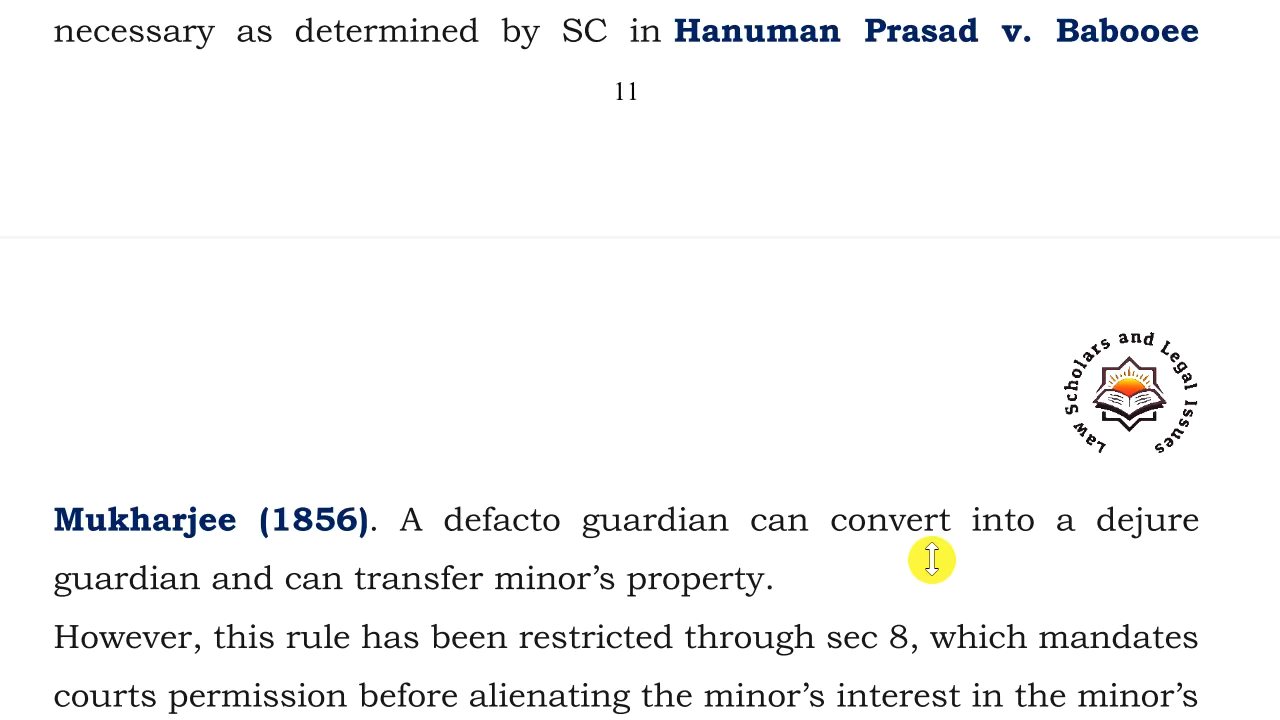 necessary as determined by SC in Hanuman Prasad v. Babooee
11
Law Scholars and Legal Issues
Mukharjee (1856). A defacto guardian can convert into a dejure
guardian and can transfer minor’s property.
However, this rule has been restricted through sec 8, which mandates
courts permission before alienating the minor’s interest in the minor’s